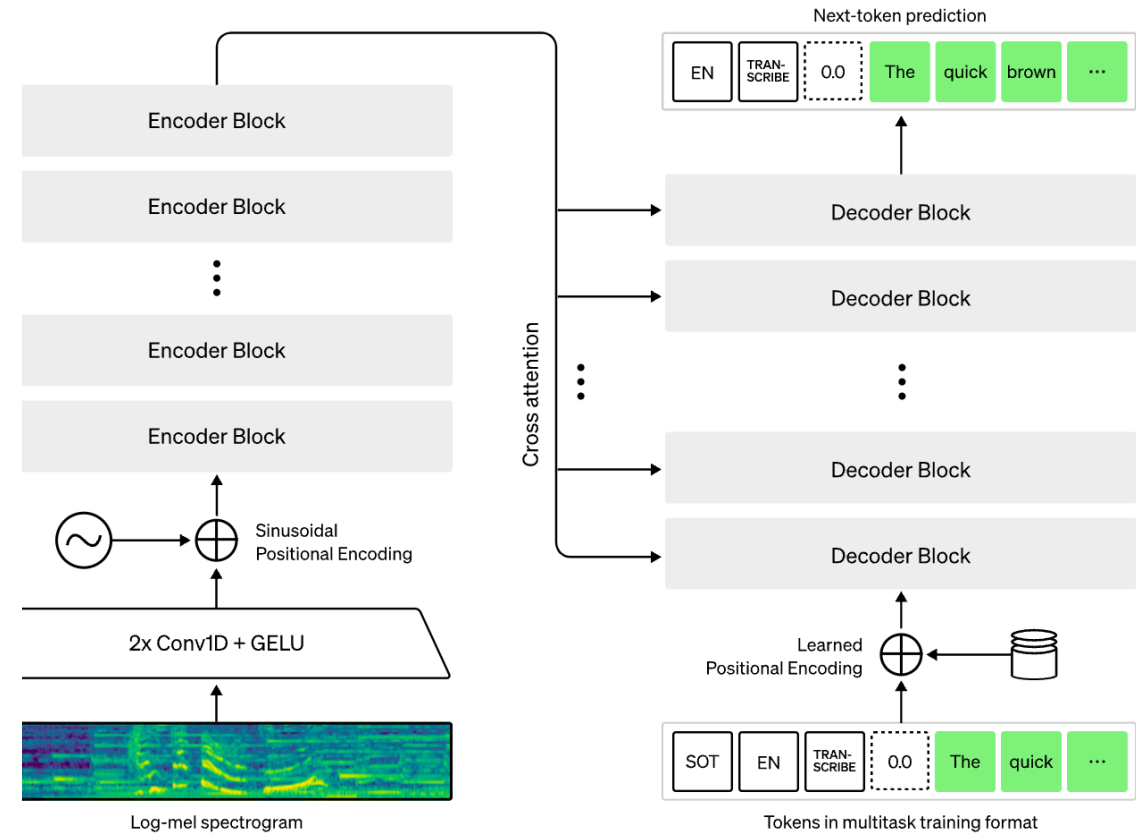 Next-token prediction
EN
TRAN-
SCRIBE
0.0
The
quick
brown
...
Encoder Block
Encoder Block
Encoder Block
Encoder Block
Sinusoidal
Positional Encoding
2x Conv1D + GELU
Log-mel spectrogram
Cross attention
Decoder Block
Decoder Block
Decoder Block
Decoder Block
Learned
Positional Encoding
SOT
EN
TRAN-
SCRIBE
0.0
The
quick
...
Tokens in multitask training format